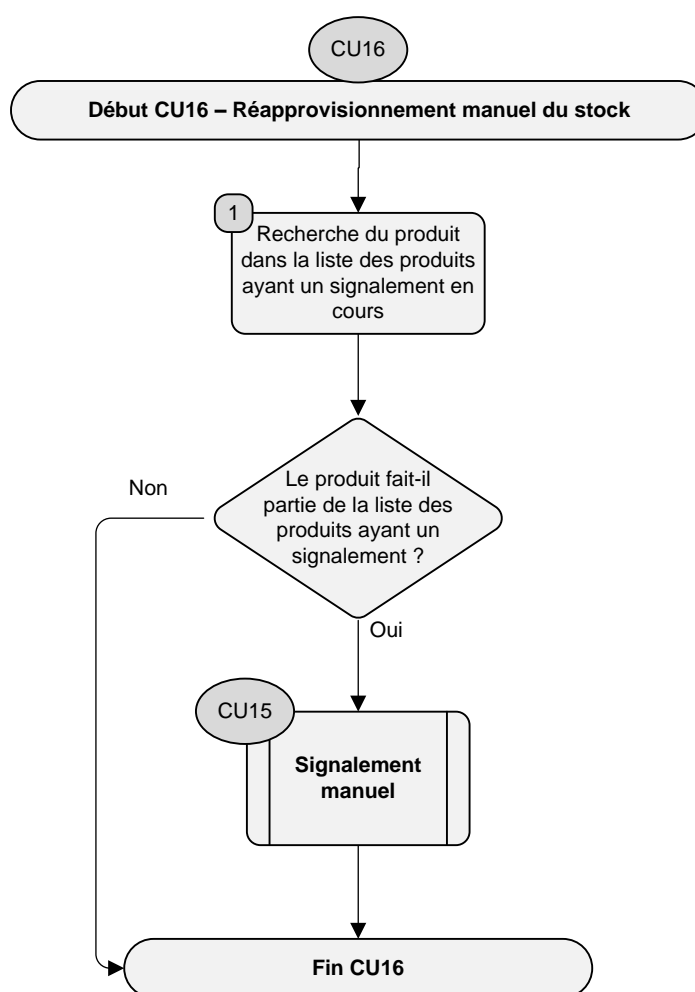 CU16
Début CU16 – Réapprovisionnement manuel du stock
1
Recherche du produit
dans la liste des produits
ayant un signalement en
cours
Le produit fait-il
partie de la liste des
produits ayant un
signalement ?
Non
Oui
CU15
Signalement
manuel
Fin CU16